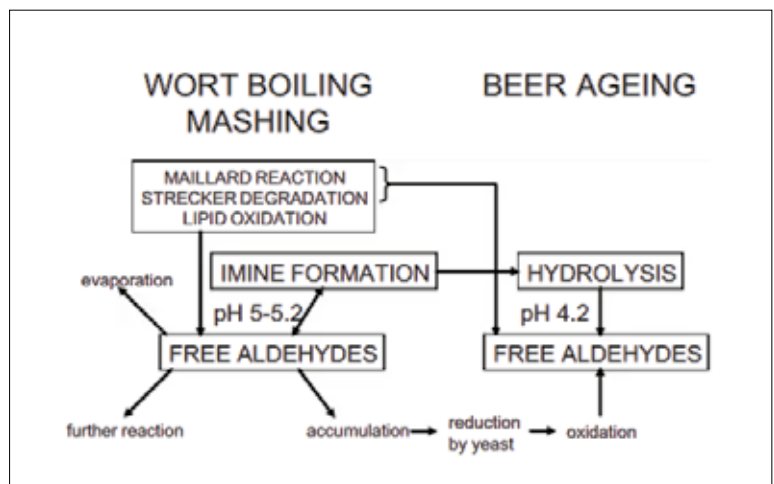 WORT BOILING
MASHING
BEER AGEING
MAILLARD REACTION
STRECKER DEGRADATION
LIPID OXIDATION
evaporation
IMINE FORMATION
HYDROLYSIS
pH 5-5.2
pH 4.2
FREE ALDEHYDES
FREE ALDEHYDES
further reaction
accumulation
reduction
by yeast
oxidation